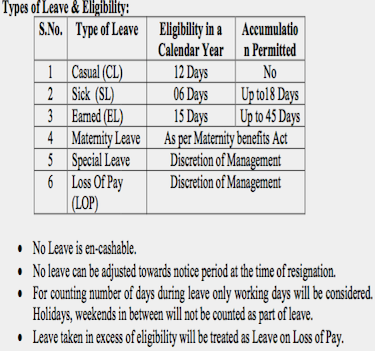 Types of Leave & Eligibility:
S.No. Type of Leave Eligibility in a Calendar Year Accumulatio n Permitted
1 Casual (CL) 12 Days No
2 Sick (SL) 06 Days Up to18 Days
3 Earned (EL) 15 Days Up to 45 Days
4 Maternity Leave As per Maternity benefits Act
5 Special Leave Discretion of Management
6 Loss Of Pay (LOP) Discretion of Management
• No Leave is en-cashable.
• No leave can be adjusted towards notice period at the time of resignation.
• For counting number of days during leave only working days will be considered.
Holidays, weekends in between will not be counted as part of leave.
• Leave taken in excess of eligibility will be treated as Leave on Loss of Pay.